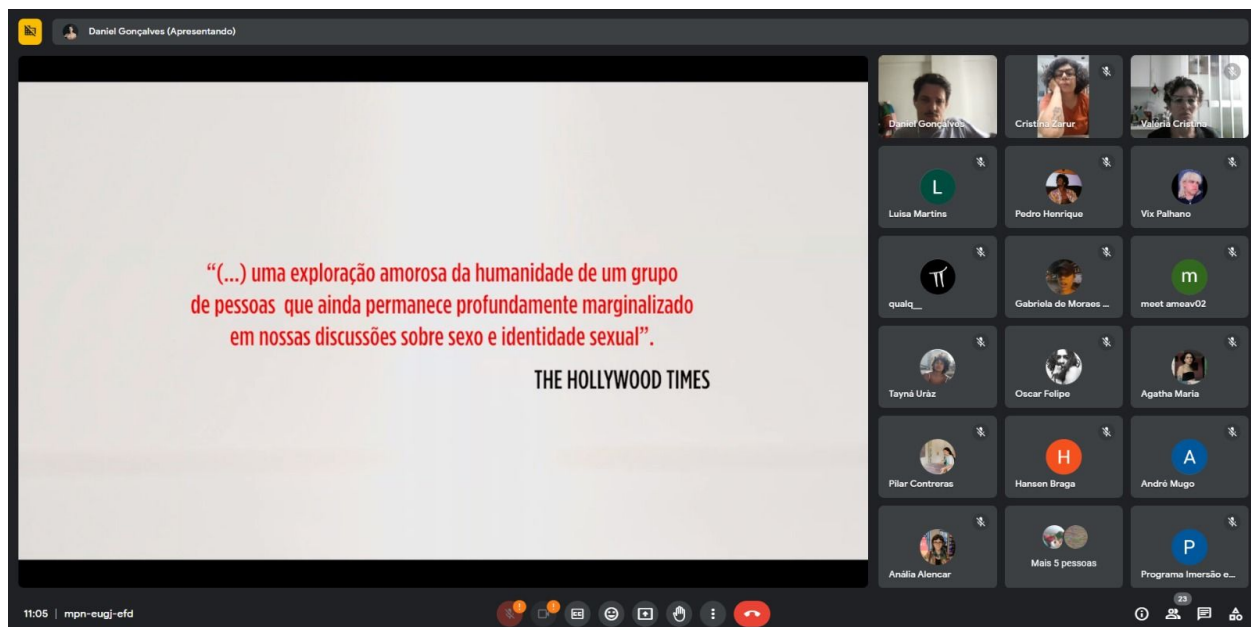 Daniel Gonçalves (Apresentando)
“(...) uma exploração amorosa da humanidade de um grupo
de pessoas que ainda permanece profundamente marginalizado
em nossas discussões sobre sexo e identidade sexual”.
THE HOLLYWOOD TIMES
Daniel Gonçalves
Cristina Zarur
Valéria Cristina
L
Luisa Martins
Pedro Henrique
Vix Palhano
qualq__
Gabriela de Moraes ...
m
meet ameav02
Tayná Uràz
Oscar Felipe
Agatha Maria
Pilar Contreras
H
Hansen Braga
A
André Mugo
Anália Alencar
Mais 5 pessoas
P
Programa Imersão e...
11:05 | mpn-eugj-efd
23